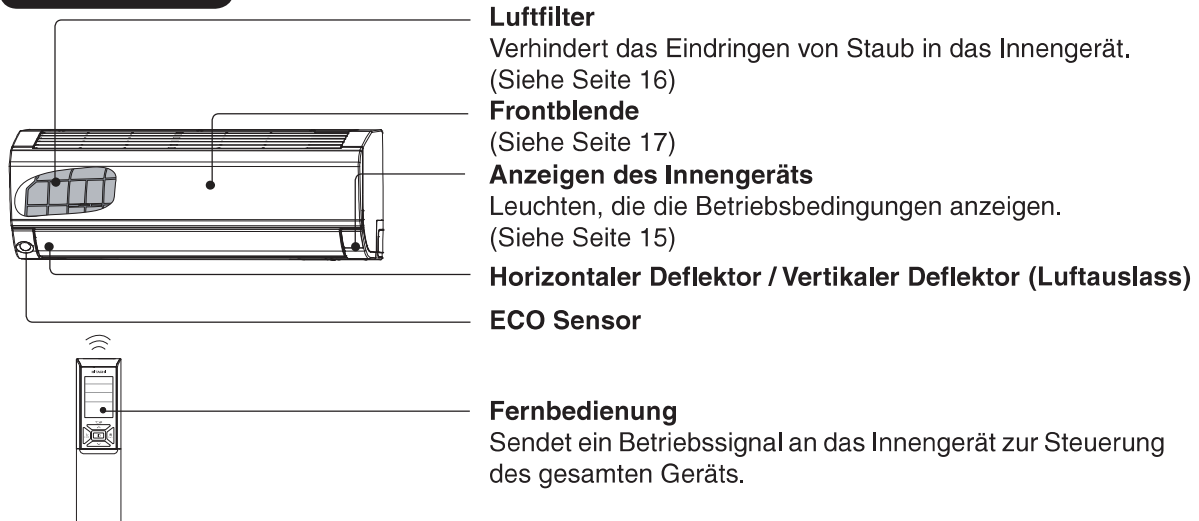 Luftfilter
Verhindert das Eindringen von Staub in das Innengerät.
(Siehe Seite 16)
Frontblende
(Siehe Seite 17)
Anzeigen des Innengeräts
Leuchten, die die Betriebsbedingungen anzeigen.
(Siehe Seite 15)
Horizontaler Deflektor / Vertikaler Deflektor (Luftauslass)
ECO Sensor
Fernbedienung
Sendet ein Betriebssignal an das Innengerät zur Steuerung
des gesamten Geräts.